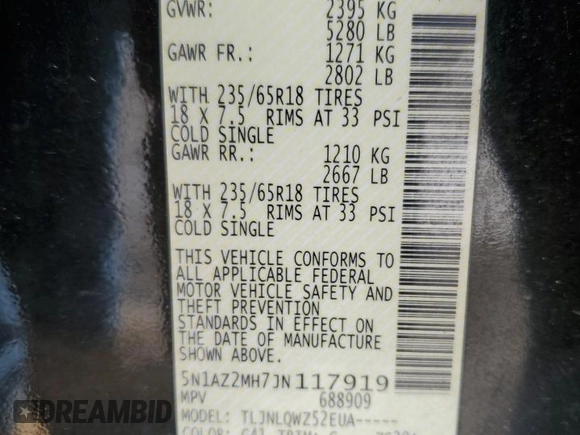 GVWR: 2395 KG
5280 LB
GAWR FR.: 1271 KG
2802 LB
WITH 235/65R18 TIRES
18 X 7.5 RIMS AT 33 PSI
COLD SINGLE
GAWR RR.: 1210 KG
2667 LB
WITH 235/65R18 TIRES
18 X 7.5 RIMS AT 33 PSI
COLD SINGLE
THIS VEHICLE CONFORMS TO
ALL APPLICABLE FEDERAL
MOTOR VEHICLE SAFETY AND
THEFT PREVENTION
STANDARDS IN EFFECT ON
THE DATE OF MANUFACTURE
SHOWN ABOVE.
5N1AZ2MH7JN117919
MPV 688909
MODEL: TLJNLQWZ52EUA-----
COLOR: G41 TRIM:
DREAMBID